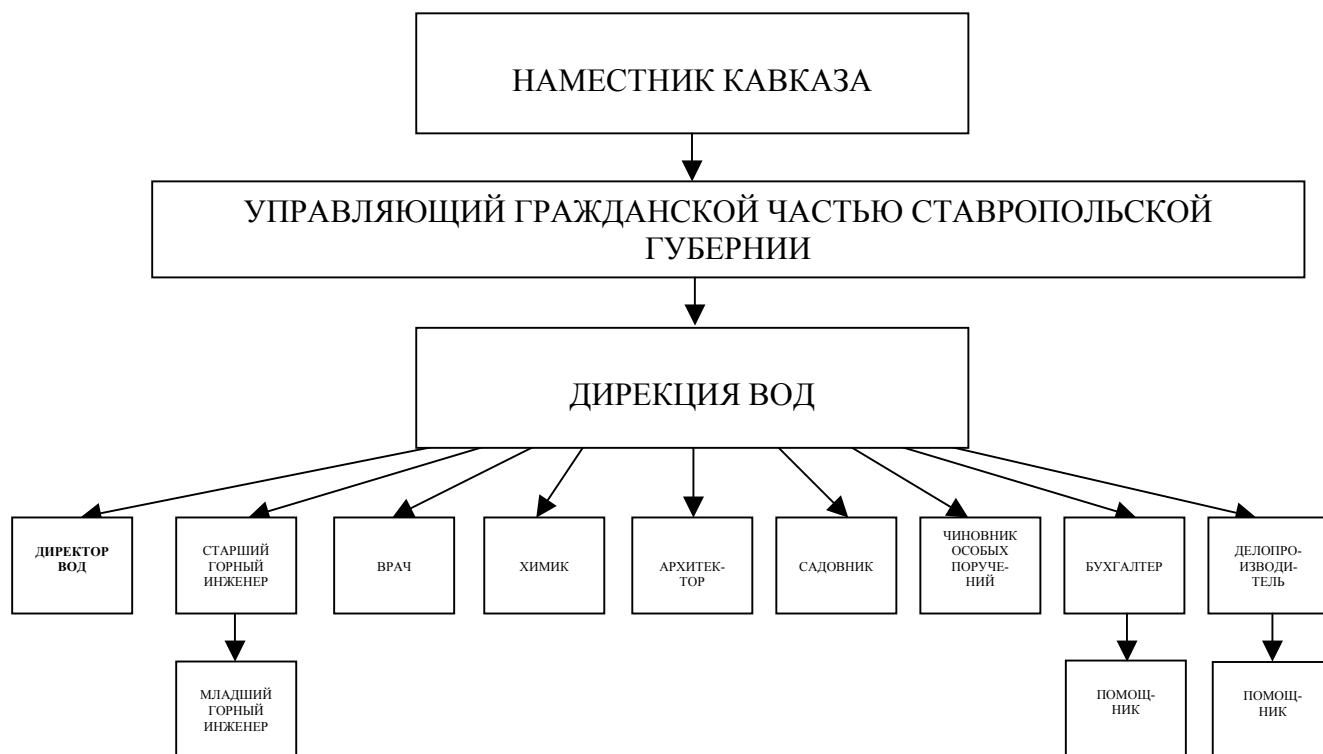 НАМЕСТНИК КАВКАЗА
УПРАВЛЯЮЩИЙ ГРАЖДАНСКОЙ ЧАСТЬЮ СТАВРОПОЛЬСКОЙ
ГУБЕРНИИ
ДИРЕКЦИЯ ВОД
ДИРЕКТОР
ВОД
СТАРШИЙ
ГОРНЫЙ
ИНЖЕНЕР
ВРАЧ
ХИМИК
АРХИТЕК-
ТОР
САДОВНИК
ЧИНОВНИК
ОСОБЫХ
ПОРУЧЕ-
НИЙ
БУХГАЛТЕР
ДЕЛОПРО-
ИЗВОДИ-
ТЕЛЬ
МЛАДШИЙ
ГОРНЫЙ
ИНЖЕНЕР
ПОМОЩ-
НИК
ПОМОЩ-
НИК